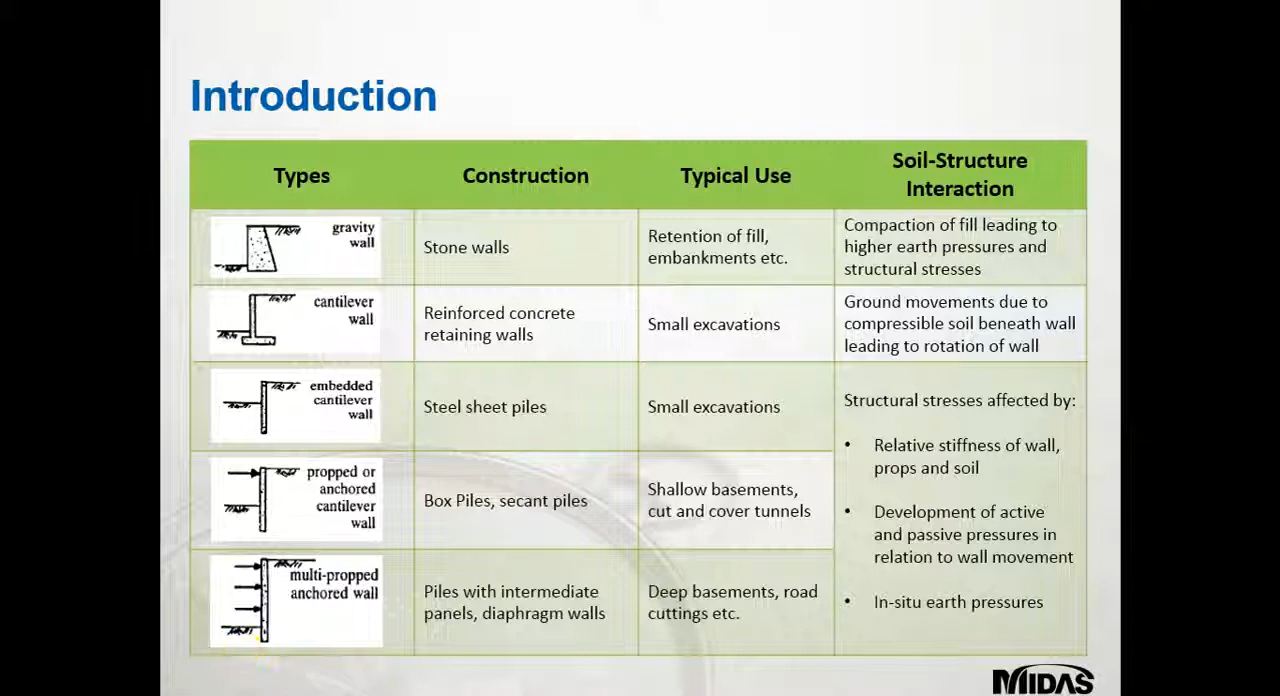 Introduction
Types
Construction
Typical Use
Soil-Structure
Interaction
gravity
wall
Stone walls
Retention of fill,
embankments etc.
Compaction of fill leading to
higher earth pressures and
structural stresses
cantilever
wall
Reinforced concrete
retaining walls
Small excavations
Ground movements due to
compressible soil beneath wall
leading to rotation of wall
embedded
cantilever
wall
Steel sheet piles
Small excavations
Structural stresses affected by:
• Relative stiffness of wall,
props and soil
• Development of active
and passive pressures in
relation to wall movement
• In-situ earth pressures
propped or
anchored
cantilever
wall
Box Piles, secant piles
Shallow basements,
cut and cover tunnels
multi-propped
anchored wall
Piles with intermediate
panels, diaphragm walls
Deep basements, road
cuttings etc.
MIDAS